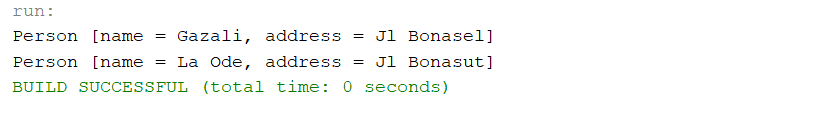 run:
Person [name = Gazali, address = Jl Bonasel]
Person [name = La Ode, address = Jl Bonasut]
BUILD SUCCESSFUL (total time: 0 seconds)